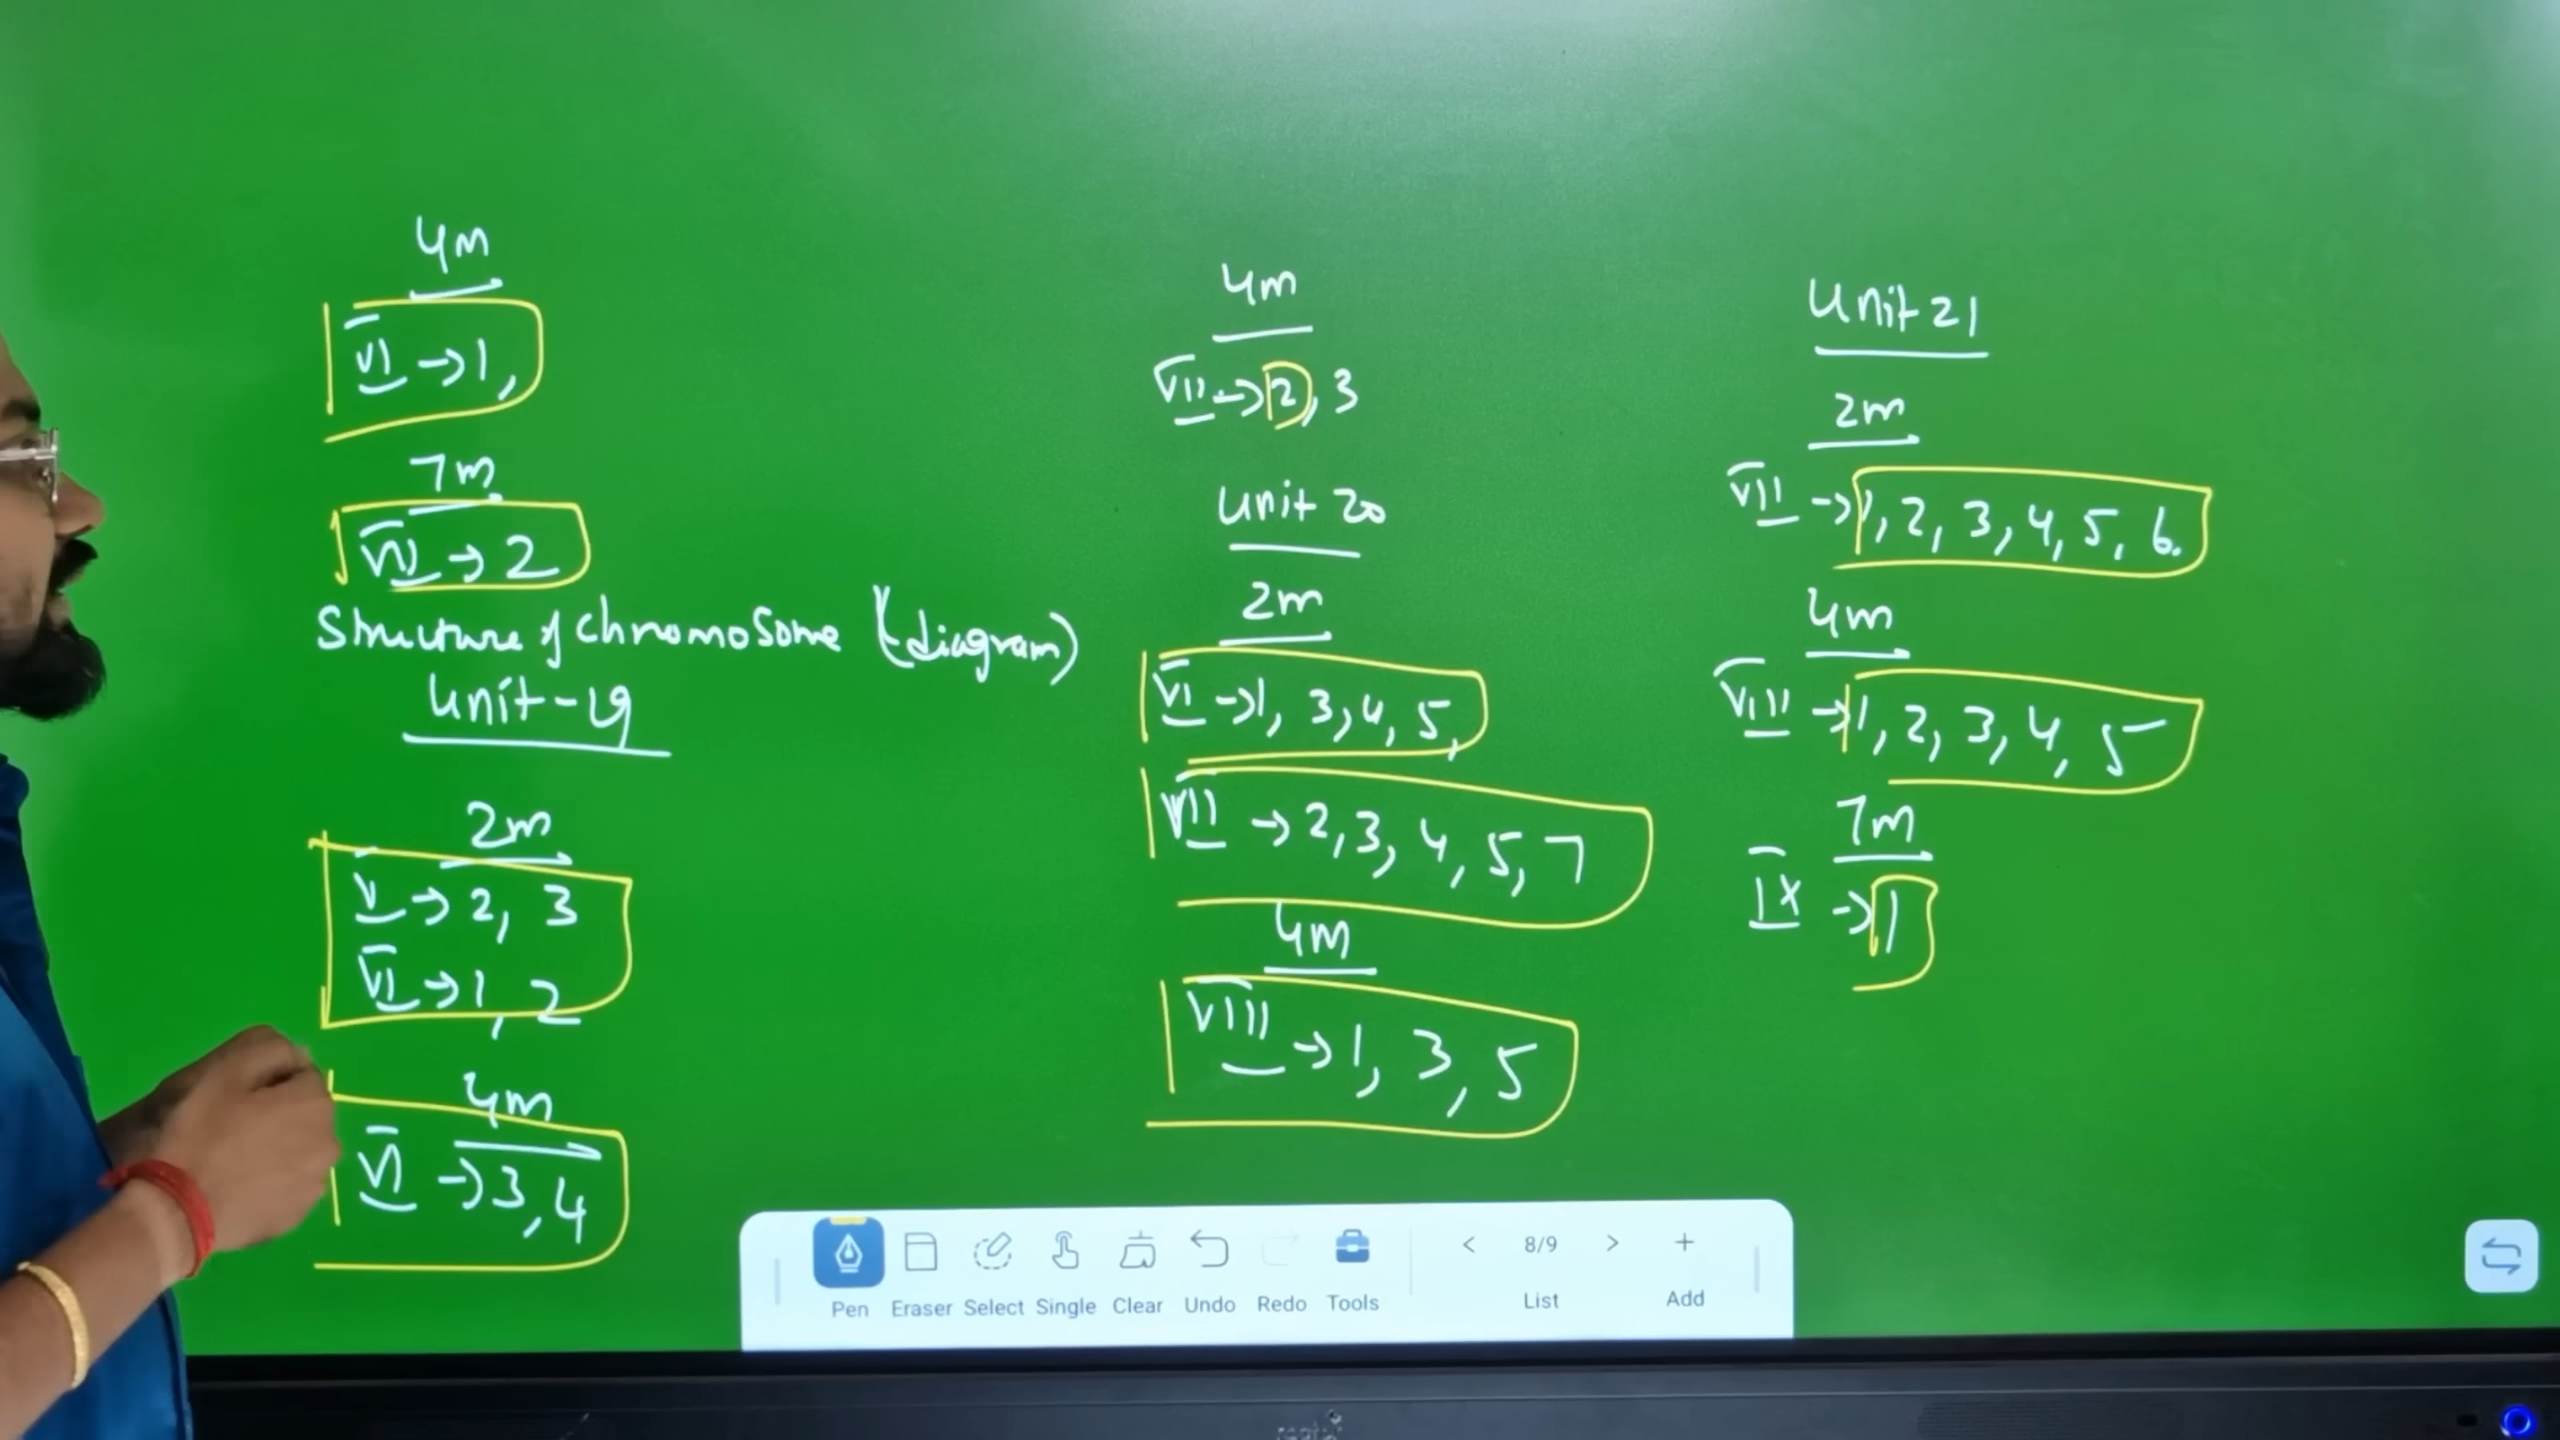 4m
VI → 1,
7m
VII → 2
Structure of chromosome (diagram)
Unit-19
2m
V → 2, 3
VI → 1, 2
4m
VI → 3, 4
4m
VII → 2, 3
Unit 20
2m
VI → 1, 3, 4, 5,
VII → 2, 3, 4, 5, 7
4m
VIII → 1, 3, 5
Unit 21
2m
VII → 1, 2, 3, 4, 5, 6.
4m
VIII → 1, 2, 3, 4, 5
7m
IX → 1
Pen Eraser Select Single Clear Undo Redo Tools < 8/9 > List + Add